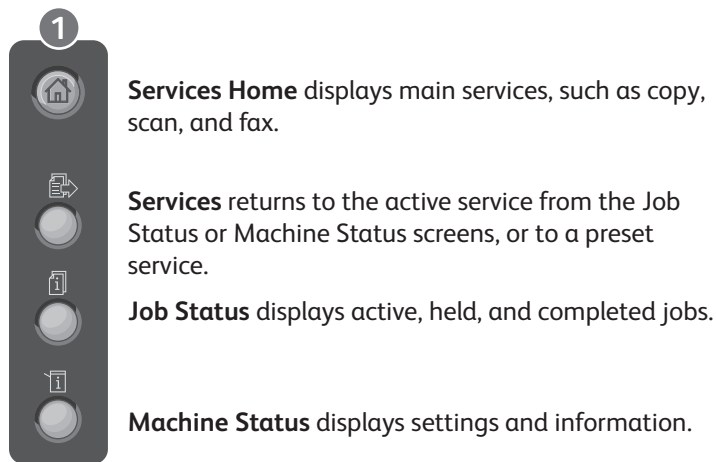 1
Services Home displays main services, such as copy,
scan, and fax.
Services returns to the active service from the Job
Status or Machine Status screens, or to a preset
service.
i
Job Status displays active, held, and completed jobs.
i
Machine Status displays settings and information.